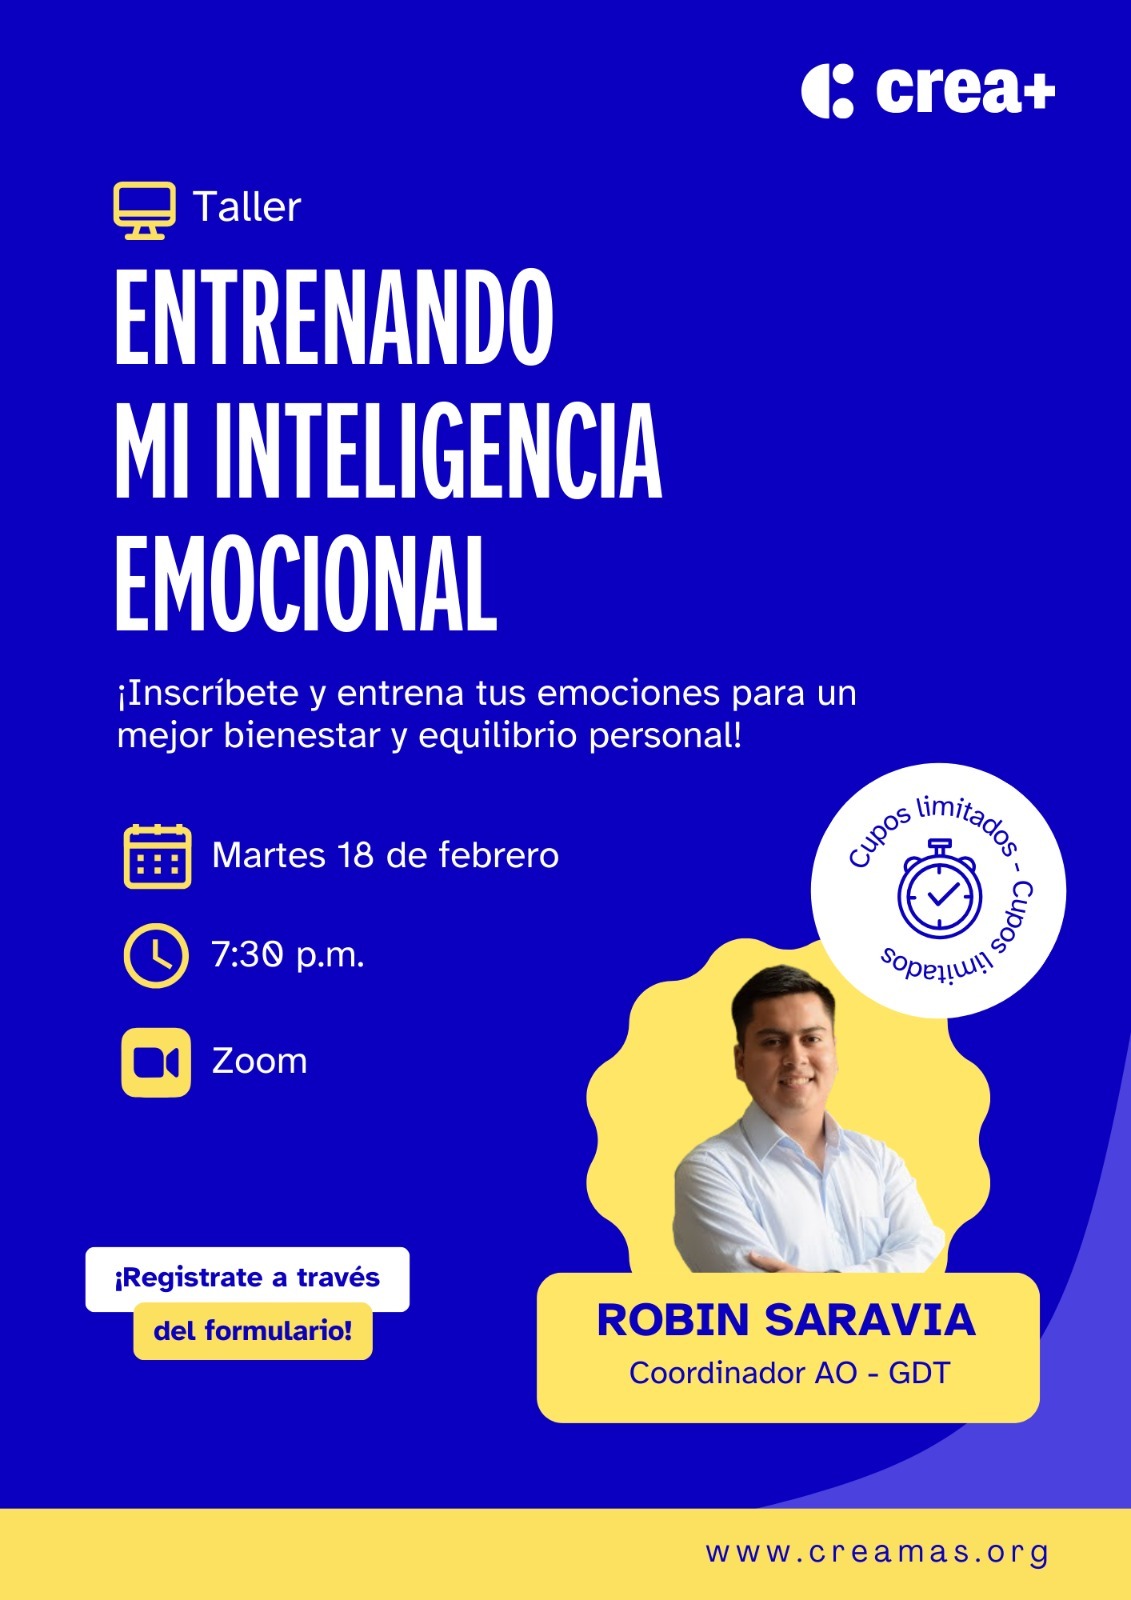 crea+
Taller
ENTRENANDO
MI INTELIGENCIA
EMOCIONAL
¡Inscríbete y entrena tus emociones para un
mejor bienestar y equilibrio personal!
Cupos limitados - Cupos limitados
Martes 18 de febrero
7:30 p.m.
Zoom
¡Registrate a través
del formulario!
ROBIN SARAVIA
Coordinador AO - GDT
www.creamas.org